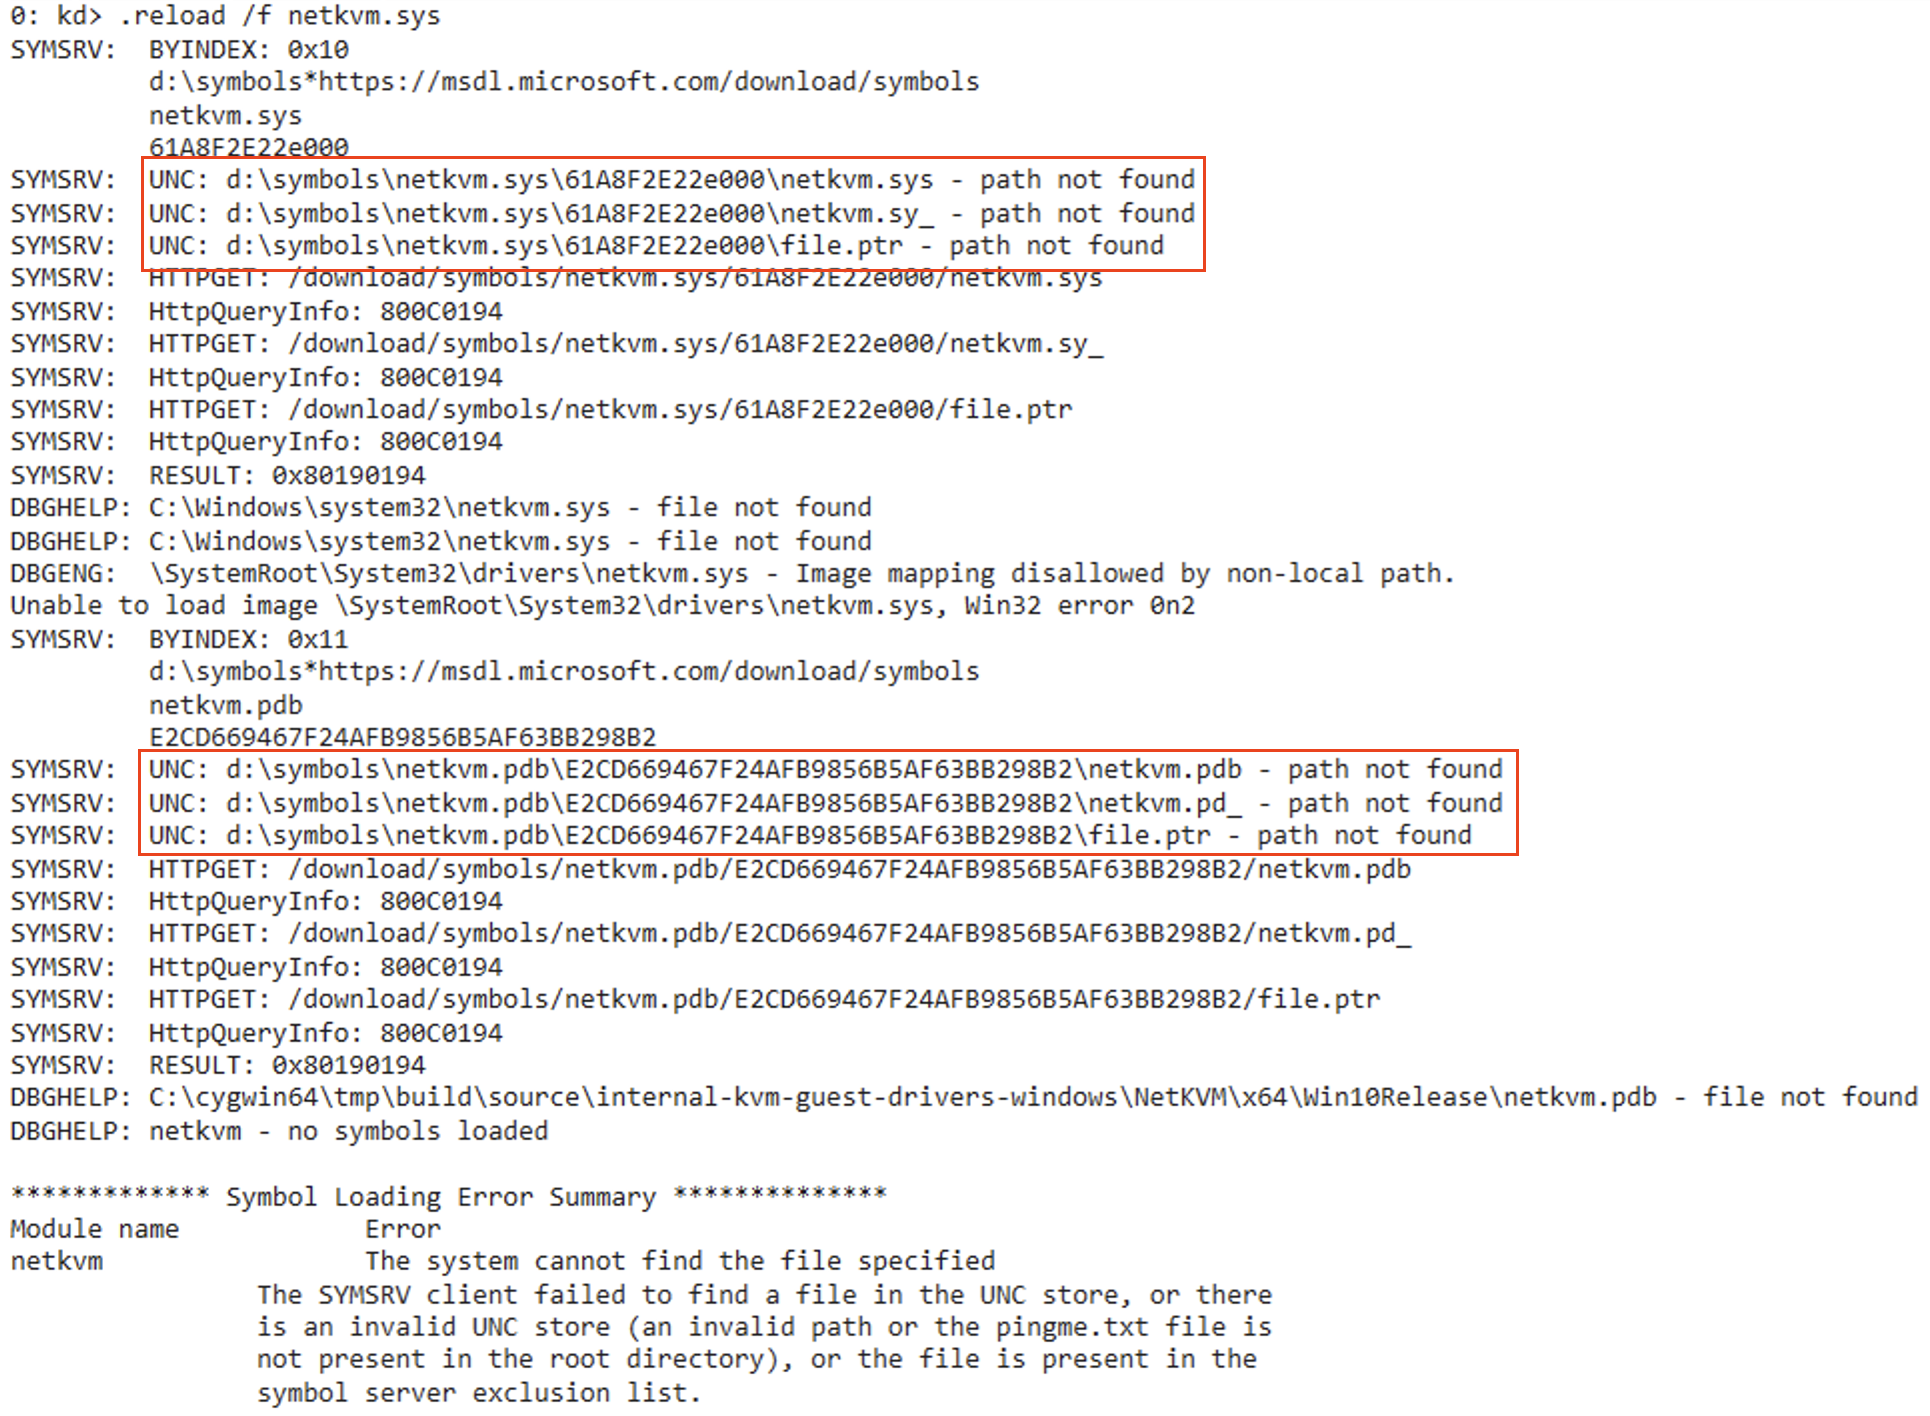 0: kd> .reload /f netkvm.sys
SYMSRV:  BYINDEX: 0x10
         d:\symbols*https://msdl.microsoft.com/download/symbols
         netkvm.sys
         61A8F2E22e000
SYMSRV:  UNC: d:\symbols\netkvm.sys\61A8F2E22e000\netkvm.sys - path not found
SYMSRV:  UNC: d:\symbols\netkvm.sys\61A8F2E22e000\netkvm.sy_ - path not found
SYMSRV:  UNC: d:\symbols\netkvm.sys\61A8F2E22e000\file.ptr - path not found
SYMSRV:  HTTPGET: /download/symbols/netkvm.sys/61A8F2E22e000/netkvm.sys
SYMSRV:  HttpQueryInfo: 800C0194
SYMSRV:  HTTPGET: /download/symbols/netkvm.sys/61A8F2E22e000/netkvm.sy_
SYMSRV:  HttpQueryInfo: 800C0194
SYMSRV:  HTTPGET: /download/symbols/netkvm.sys/61A8F2E22e000/file.ptr
SYMSRV:  HttpQueryInfo: 800C0194
SYMSRV:  RESULT: 0x80190194
DBGHELP: C:\Windows\system32\netkvm.sys - file not found
DBGHELP: C:\Windows\system32\netkvm.sys - file not found
DBGENG:  \SystemRoot\System32\drivers\netkvm.sys - Image mapping disallowed by non-local path.
Unable to load image \SystemRoot\System32\drivers\netkvm.sys, Win32 error 0n2
SYMSRV:  BYINDEX: 0x11
         d:\symbols*https://msdl.microsoft.com/download/symbols
         netkvm.pdb
         E2CD669467F24AFB9856B5AF63BB298B2
SYMSRV:  UNC: d:\symbols\netkvm.pdb\E2CD669467F24AFB9856B5AF63BB298B2\netkvm.pdb - path not found
SYMSRV:  UNC: d:\symbols\netkvm.pdb\E2CD669467F24AFB9856B5AF63BB298B2\netkvm.pd_ - path not found
SYMSRV:  UNC: d:\symbols\netkvm.pdb\E2CD669467F24AFB9856B5AF63BB298B2\file.ptr - path not found
SYMSRV:  HTTPGET: /download/symbols/netkvm.pdb/E2CD669467F24AFB9856B5AF63BB298B2/netkvm.pdb
SYMSRV:  HttpQueryInfo: 800C0194
SYMSRV:  HTTPGET: /download/symbols/netkvm.pdb/E2CD669467F24AFB9856B5AF63BB298B2/netkvm.pd_
SYMSRV:  HttpQueryInfo: 800C0194
SYMSRV:  HTTPGET: /download/symbols/netkvm.pdb/E2CD669467F24AFB9856B5AF63BB298B2/file.ptr
SYMSRV:  HttpQueryInfo: 800C0194
SYMSRV:  RESULT: 0x80190194
DBGHELP: C:\cygwin64\tmp\build\source\internal-kvm-guest-drivers-windows\NetKVM\x64\Win10Release\netkvm.pdb - file not found
DBGHELP: netkvm - no symbols loaded

************* Symbol Loading Error Summary **************
Module name            Error
netkvm                 The system cannot find the file specified
                The SYMSRV client failed to find a file in the UNC store, or there
                is an invalid UNC store (an invalid path or the pingme.txt file is
                not present in the root directory), or the file is present in the
                symbol server exclusion list.